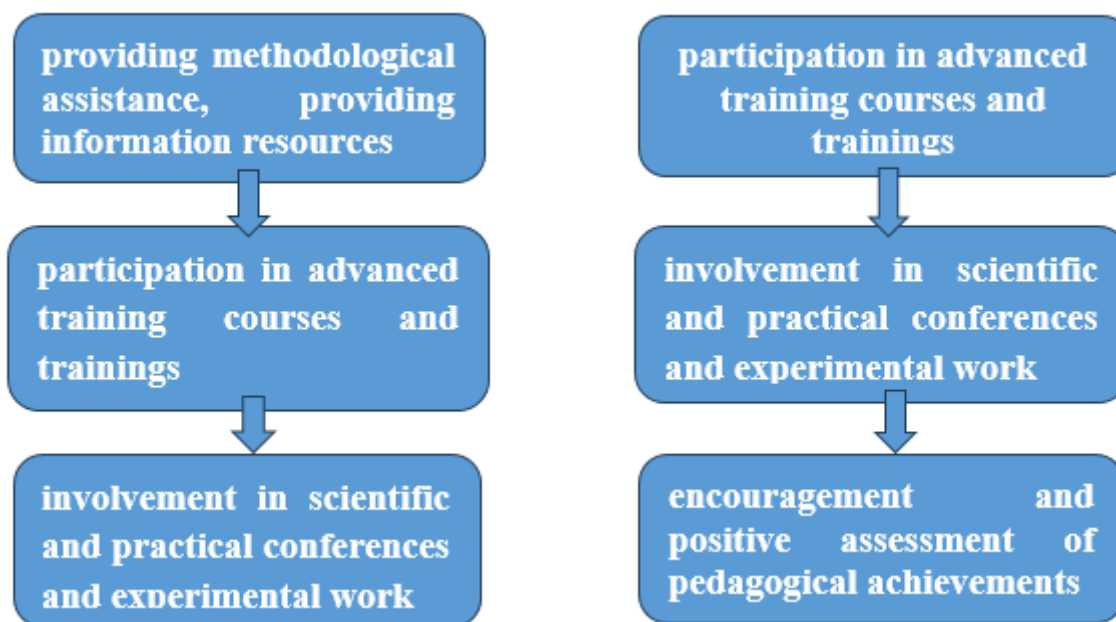 providing methodological
assistance, providing
information resources
participation in advanced
training courses and
trainings
involvement in scientific
and practical conferences
and experimental work
participation in advanced
training courses and
trainings
involvement in scientific
and practical conferences
and experimental work
encouragement and
positive assessment of
pedagogical achievements